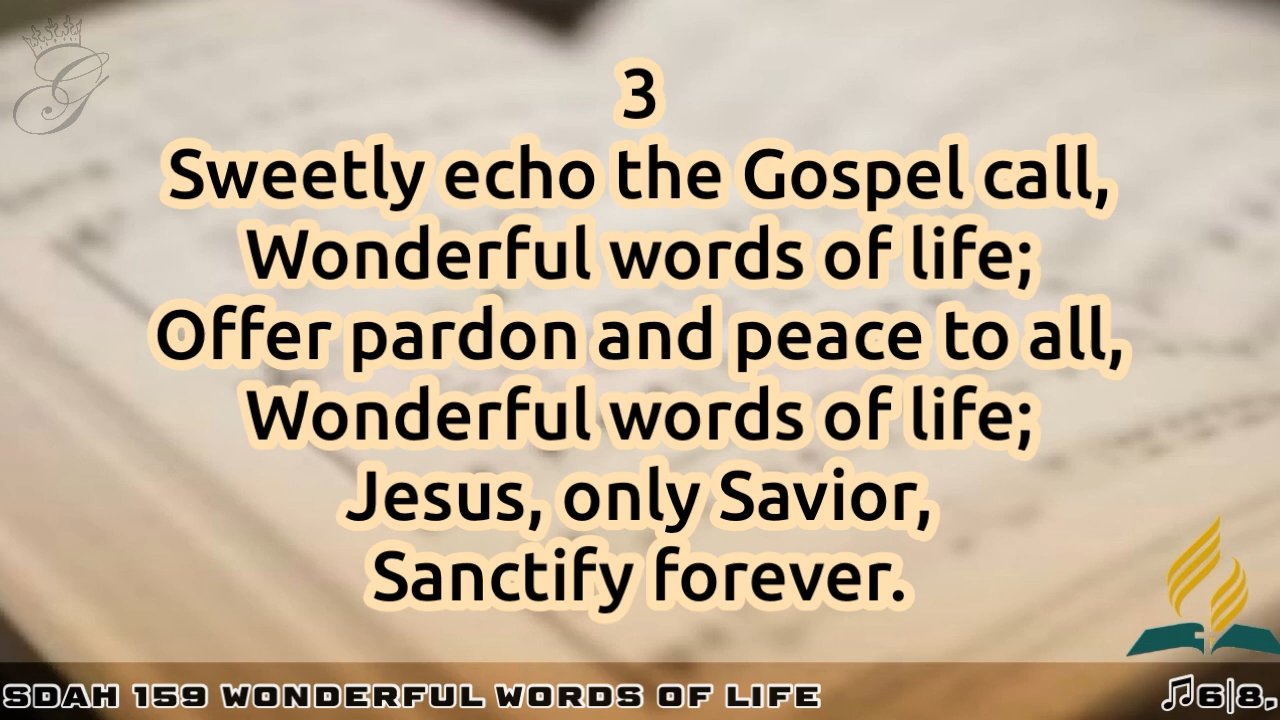 G
3
Sweetly echo the Gospel call,
Wonderful words of life;
Offer pardon and peace to all,
Wonderful words of life;
Jesus, only Savior,
Sanctify forever.
SDAH 159 WONDERFUL WORDS OF LIFE
♫6|8,